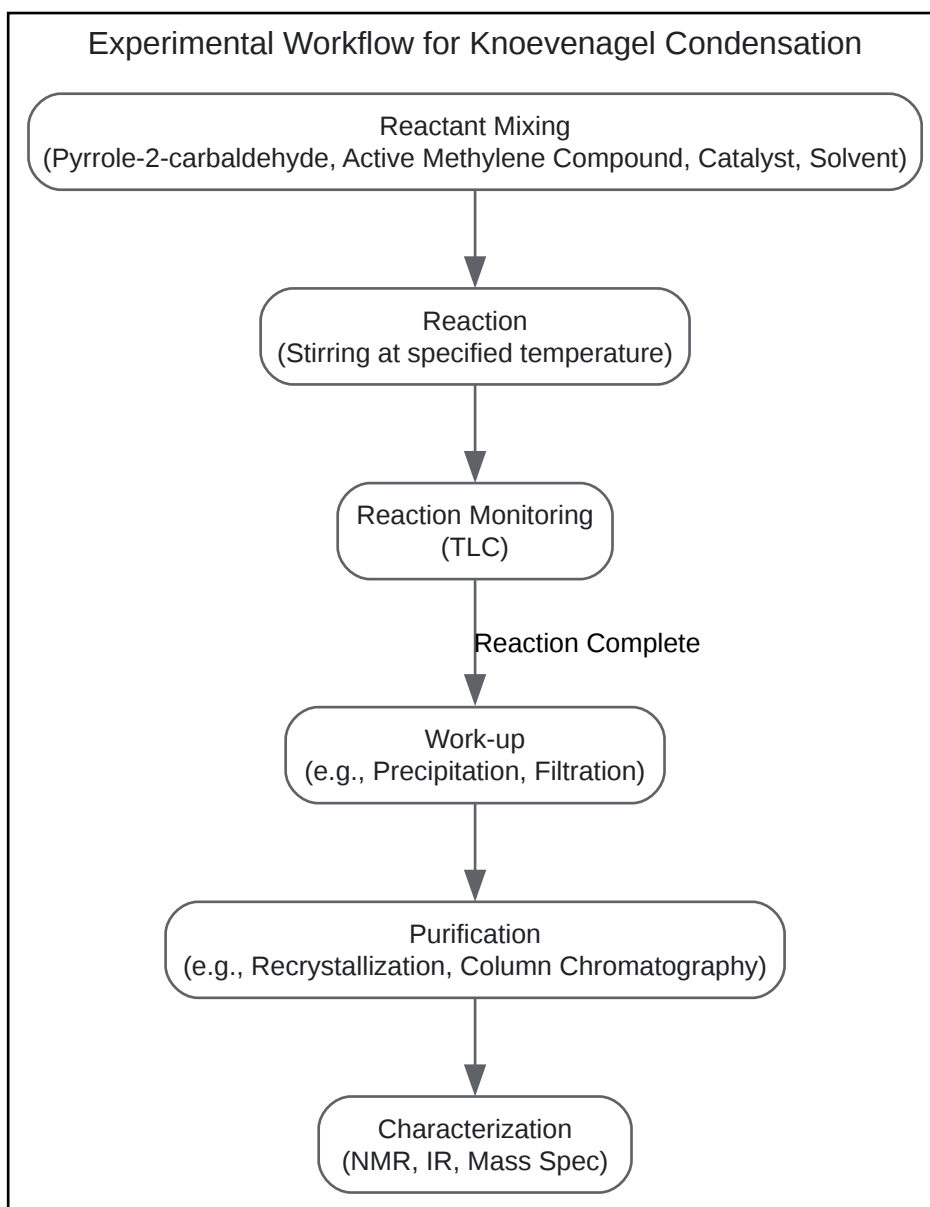 Experimental Workflow for Knoevenagel Condensation
Reactant Mixing
(Pyrrole-2-carbaldehyde, Active Methylene Compound, Catalyst, Solvent)
Reaction
(Stirring at specified temperature)
Reaction Monitoring
(TLC)
Reaction Complete
Work-up
(e.g., Precipitation, Filtration)
Purification
(e.g., Recrystallization, Column Chromatography)
Characterization
(NMR, IR, Mass Spec)